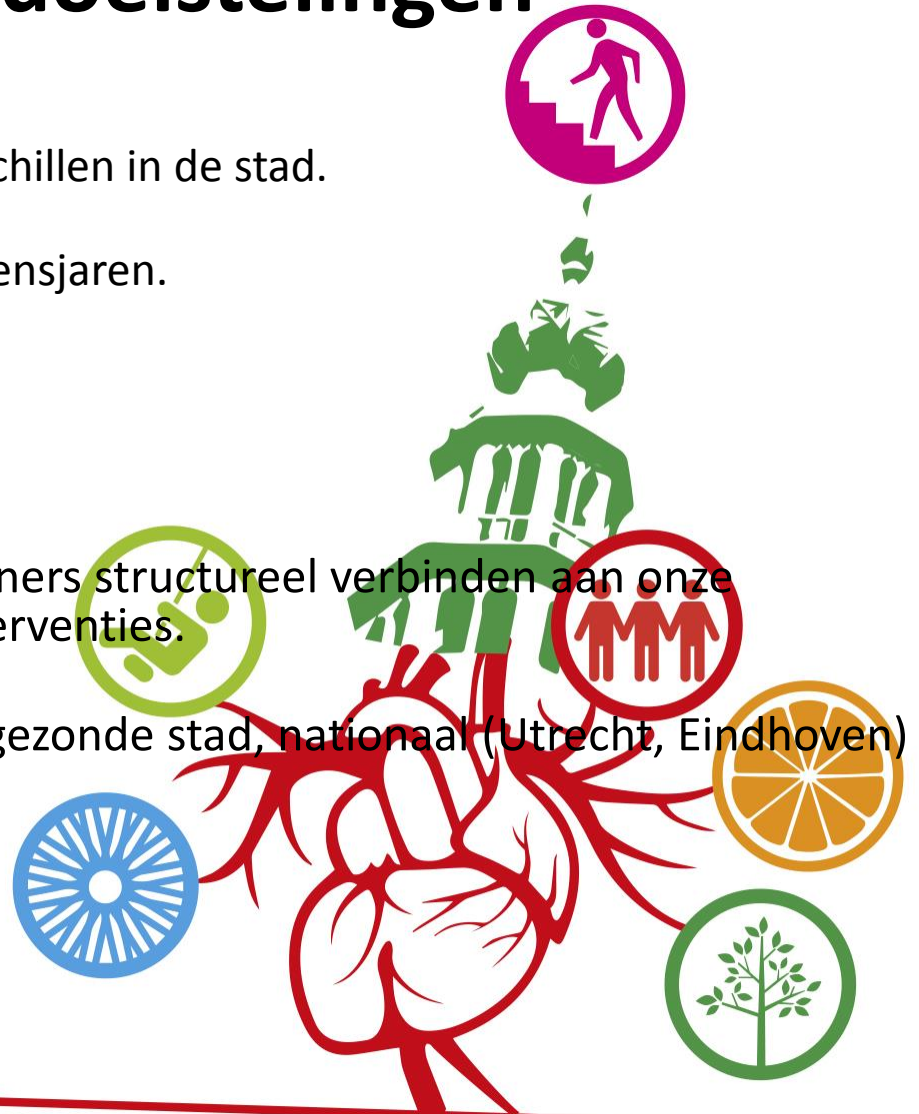 doelstellingen
chillen in de stad.
ensjaren.
ners structureel verbinden aan onze
erventies.
gezonde stad, nationaal (Utrecht, Eindhoven)